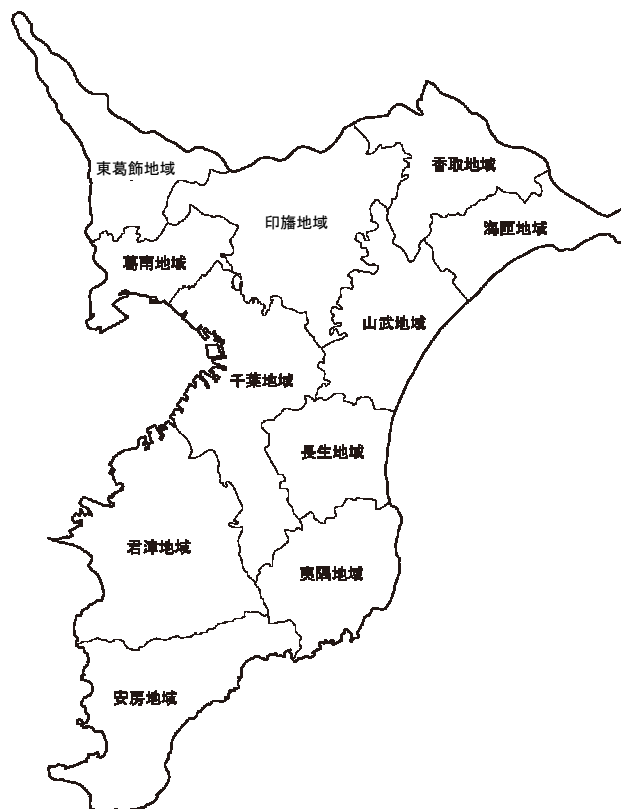 東葛飾地域
香取地域
印旛地域
海匝地域
葛南地域
山武地域
千葉地域
長生地域
君津地域
夷隅地域
安房地域